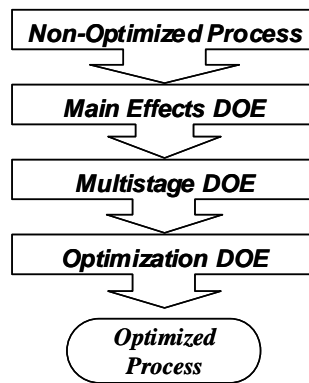 Non-Optimized Process
Main Effects DOE
Multistage DOE
Optimization DOE
Optimized
Process